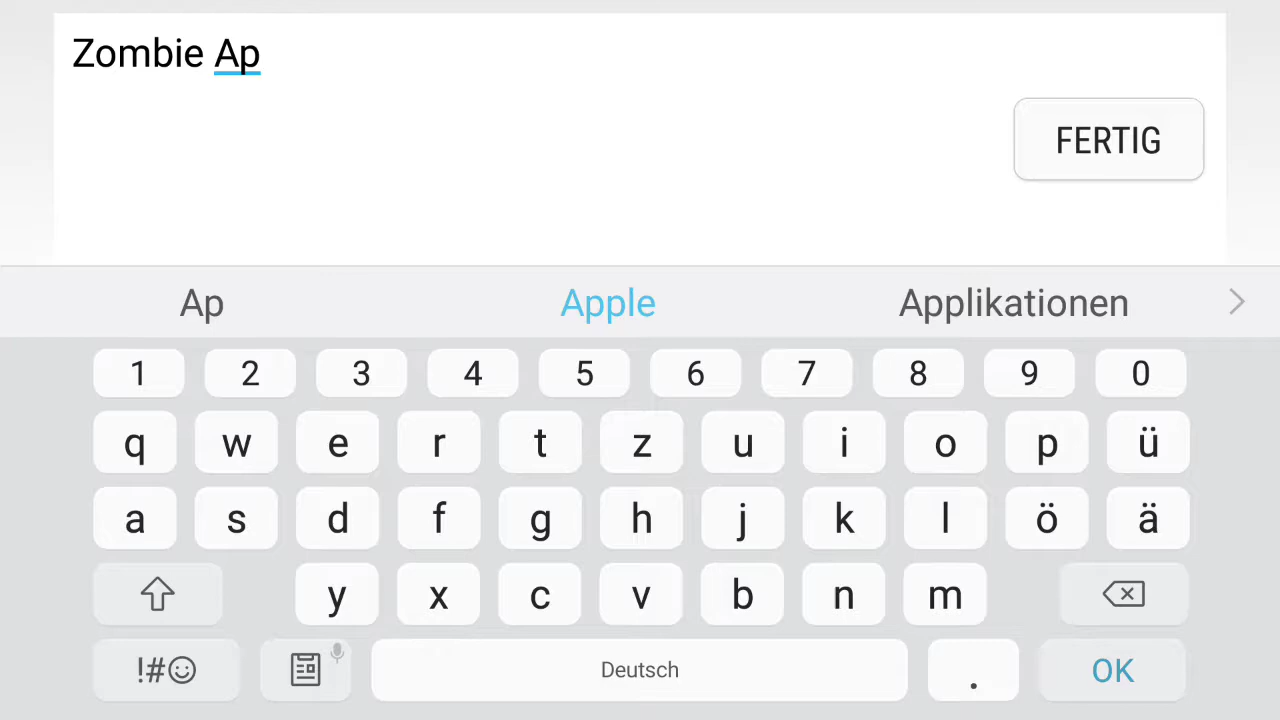 Zombie Ap
FERTIG
Ap Apple Applikationen
1 2 3 4 5 6 7 8 9 0
q w e r t z u i o p ü
a s d f g h j k l ö ä
y x c v b n m
!#☺ Deutsch . OK